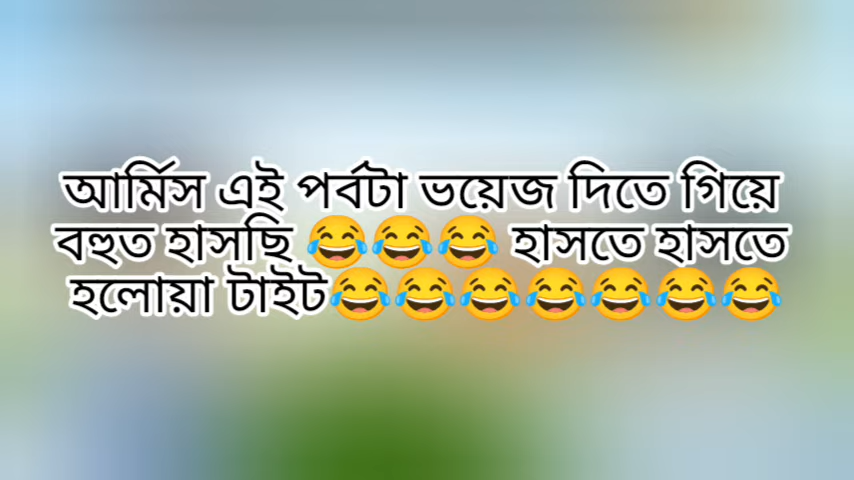 আর্মিস এই পর্বটা ভয়েজ দিতে গিয়ে
বহুত হাসছি 😂😂😂 হাসতে হাসতে
হলোয়া টাইট😂😂😂😂😂😂😂